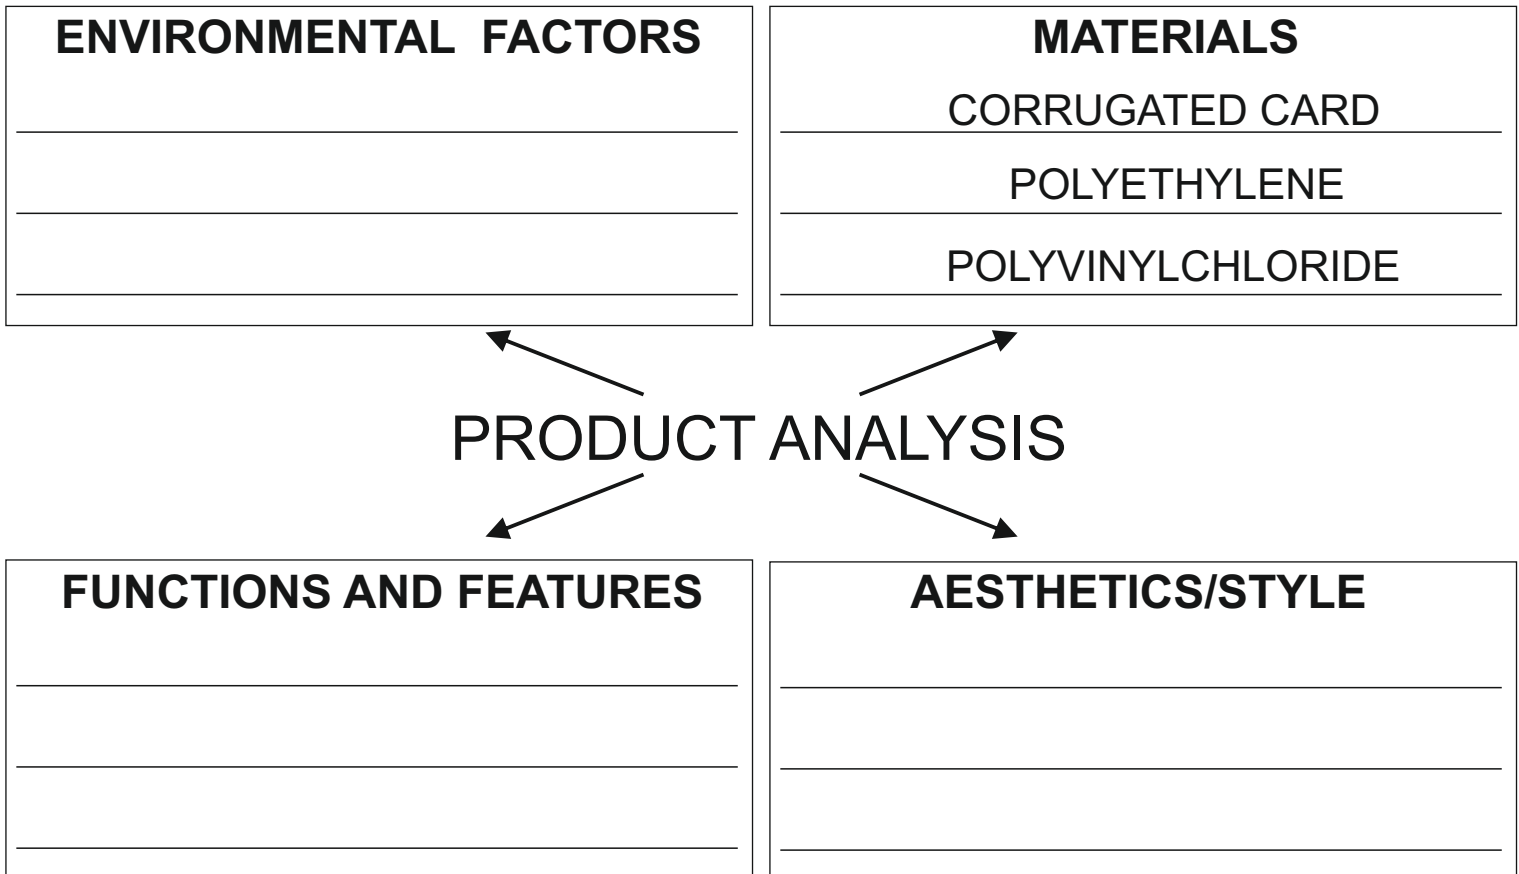 ENVIRONMENTAL FACTORS
MATERIALS
CORRUGATED CARD
POLYETHYLENE
POLYVINYLCHLORIDE
PRODUCT ANALYSIS
FUNCTIONS AND FEATURES
AESTHETICS/STYLE